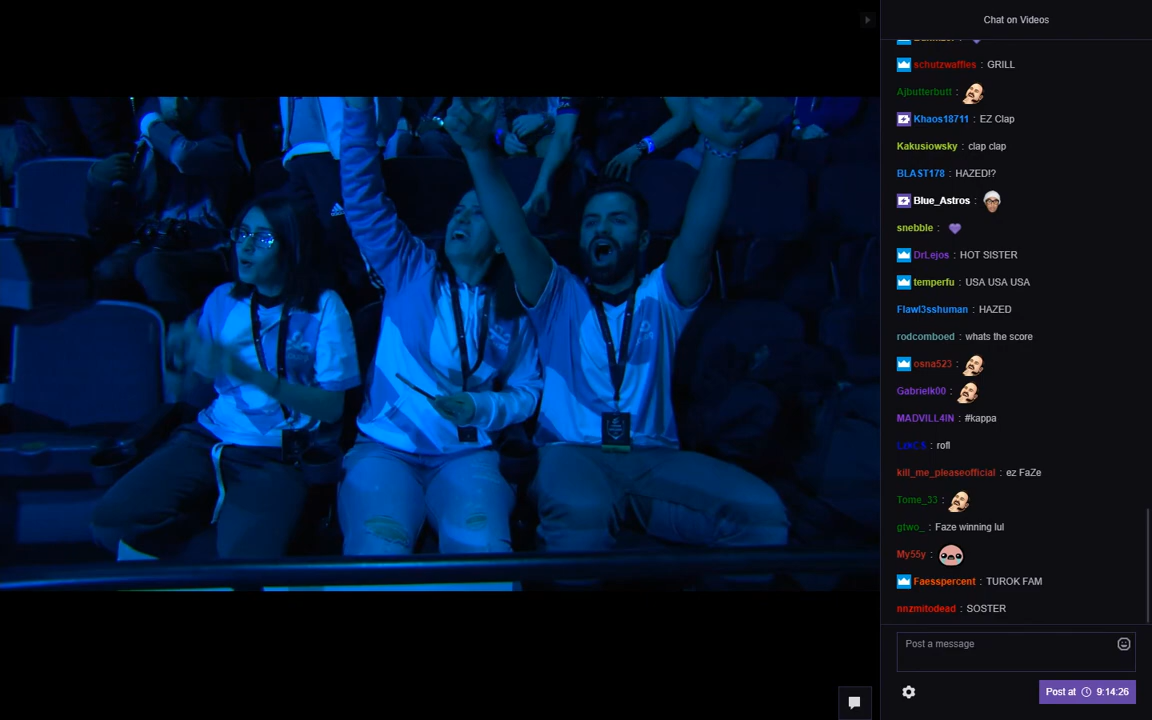 Chat on Videos
schutzwaffles : GRILL
Ajbutterbutt :
Khaos18711 : EZ Clap
Kakusiowsky : clap clap
BLAST178 : HAZED!?
Blue_Astros :
snebble :
DrLejos : HOT SISTER
temperfu : USA USA USA
Flawl3sshuman : HAZED
rodcomboed : whats the score
osna523 :
Gabrielk00 :
MADVILL4IN : #kappa
: rofl
kill_me_pleaseofficial : ez FaZe
Tome_33 :
gtwo_ : Faze winning lul
My55y :
Faesspercent : TUROK FAM
nnzmitodead : SOSTER
Post a message
Post at 9:14:26